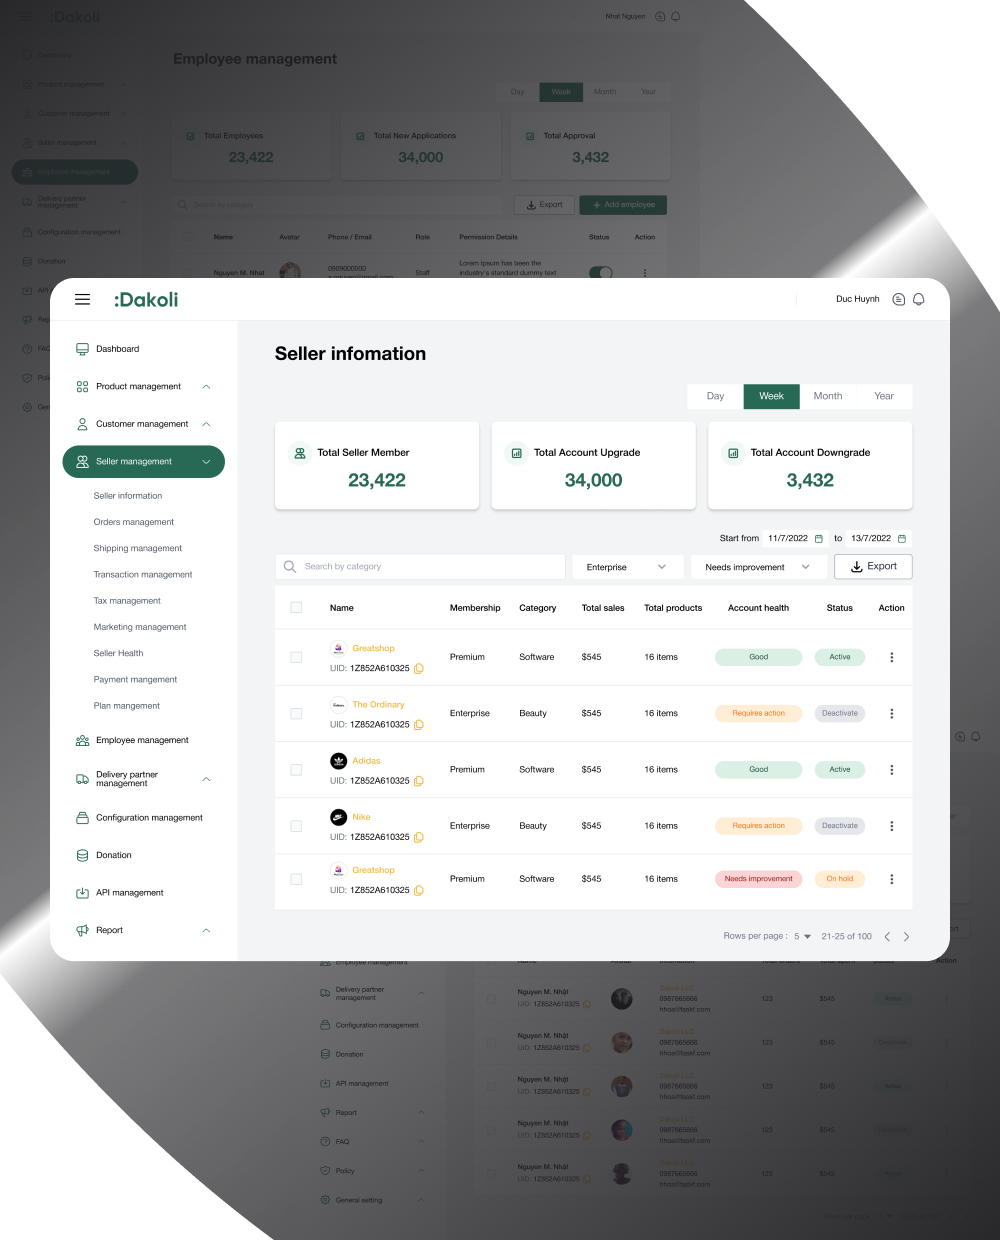 :Dakoli
Nhat Nguyen
Employee management
Day Week Month Year
Total Employees
23,422
Total New Applications
34,000
Total Approval
3,432
Dashboard
Product management
Customer management
Seller management
Employee management
Delivery partner
management
Configuration management
Donation
Search by category
Export
Add employee
Name Avatar Phone / Email Role Permission Details Status Action
Nguyen M. Nhat
0909000000
Staff
Lorem Ipsum has been the
industry's standard dummy text
:Dakoli
Duc Huynh
Dashboard
Product management
Customer management
Seller management
Seller information
Orders management
Shipping management
Transaction management
Tax management
Marketing management
Seller Health
Payment mangement
Plan mangement
Employee management
Delivery partner
management
Configuration management
Donation
API management
Report
Seller infomation
Day Week Month Year
Total Seller Member
23,422
Total Account Upgrade
34,000
Total Account Downgrade
3,432
Start from 11/7/2022 to 13/7/2022
Search by category Enterprise Needs improvement Export
Name Membership Category Total sales Total products Account health Status Action
Greatshop
UID: 1Z852A610325 Premium Software $545 16 items Good Active
The Ordinary
UID: 1Z852A610325 Enterprise Beauty $545 16 items Requires action Deactivate
Adidas
UID: 1Z852A610325 Premium Software $545 16 items Good Active
Nike
UID: 1Z852A610325 Enterprise Beauty $545 16 items Requires action Deactivate
Greatshop
UID: 1Z852A610325 Premium Software $545 16 items Needs improvement On hold
Rows per page : 5 21-25 of 100
Delivery partner
management
Configuration management
Donation
API management
Report
FAQ
Policy
General setting
Nguyen M. Nhật
UID: 1Z852A610325
0987665666
hhoa@taskf.com
123 $545
Nguyen M. Nhật
UID: 1Z852A610325
0987665666
hhoa@taskf.com
123 $545
Nguyen M. Nhật
UID: 1Z852A610325
0987665666
hhoa@taskf.com
123 $545
Nguyen M. Nhật
UID: 1Z852A610325
0987665666
hhoa@taskf.com
123 $545
Nguyen M. Nhật
UID: 1Z852A610325
0987665666
hhoa@taskf.com
123 $545